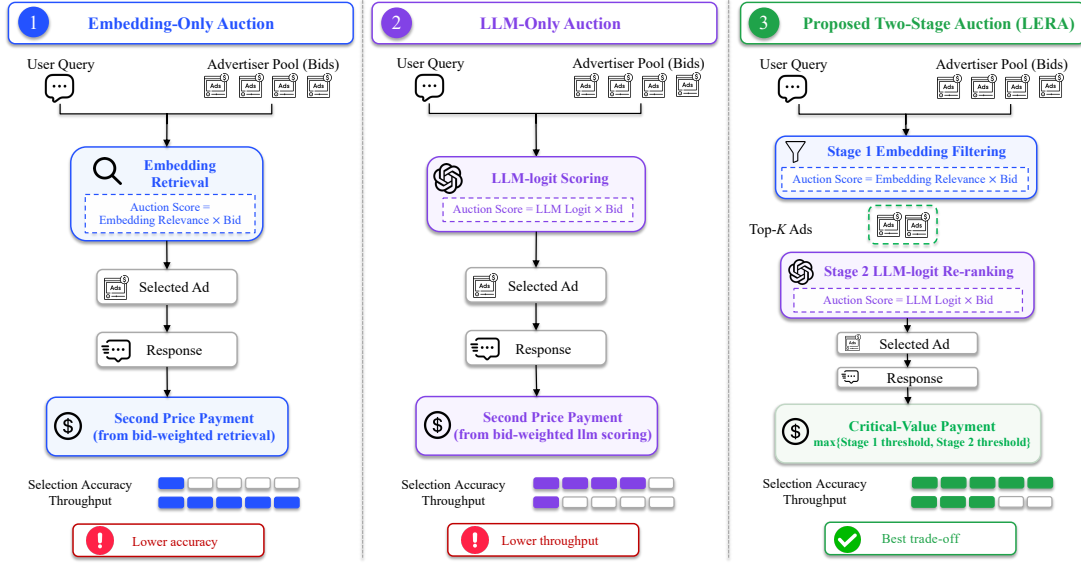 1
Embedding-Only Auction
User Query
Advertiser Pool (Bids)
Ads
Ads
Ads
Ads
Embedding
Retrieval
Auction Score =
Embedding Relevance × Bid
Ads
Selected Ad
Response
$
Second Price Payment
(from bid-weighted retrieval)
Selection Accuracy
Throughput
Lower accuracy
2
LLM-Only Auction
User Query
Advertiser Pool (Bids)
Ads
Ads
Ads
Ads
LLM-logit Scoring
Auction Score = LLM Logit × Bid
Ads
Selected Ad
Response
$
Second Price Payment
(from bid-weighted llm scoring)
Selection Accuracy
Throughput
Lower throughput
3
Proposed Two-Stage Auction (LERA)
User Query
Advertiser Pool (Bids)
Ads
Ads
Ads
Ads
Stage 1 Embedding Filtering
Auction Score = Embedding Relevance × Bid
Top-K Ads
Ads
Ads
Stage 2 LLM-logit Re-ranking
Auction Score = LLM Logit × Bid
Ads
Selected Ad
Response
$
Critical-Value Payment
max{Stage 1 threshold, Stage 2 threshold}
Selection Accuracy
Throughput
Best trade-off